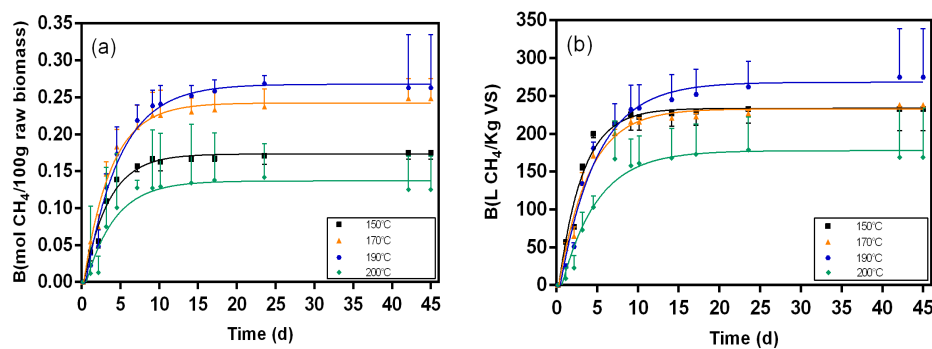 (a)
B(mol CH4/100g raw biomass)
0.35
0.30
0.25
0.20
0.15
0.10
0.05
0.00
0 5 10 15 20 25 30 35 40 45
Time (d)
150°C
170°C
190°C
200°C
(b)
B(L CH4/Kg VS)
350
300
250
200
150
100
50
0
0 5 10 15 20 25 30 35 40 45
Time (d)
150°C
170°C
190°C
200°C